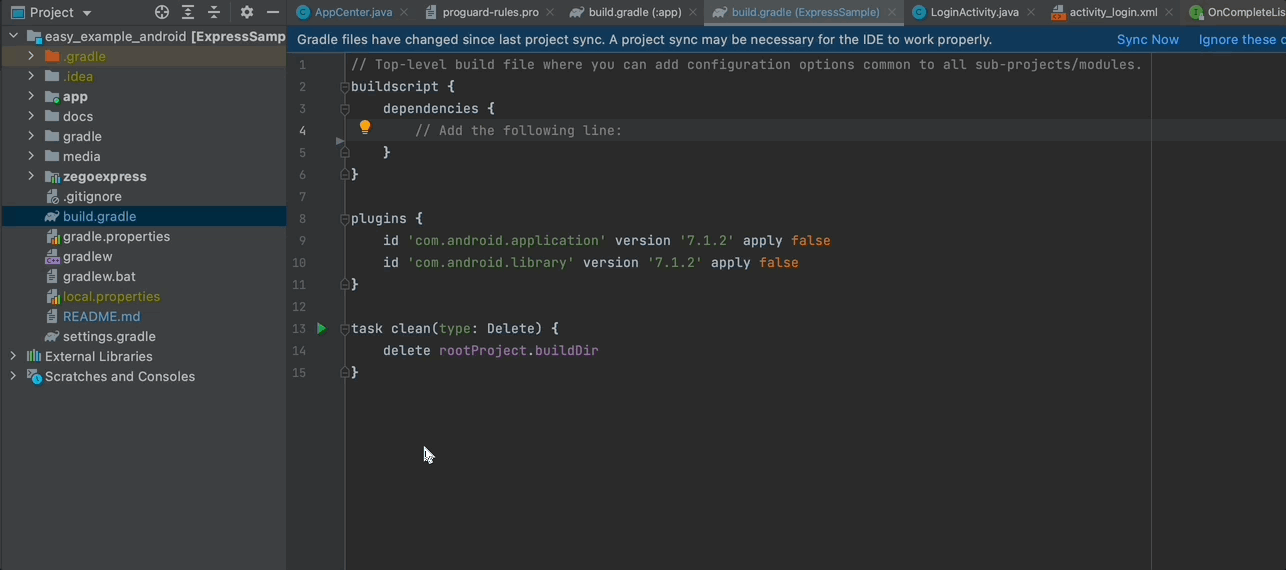 Project
AppCenter.java
proguard-rules.pro
build.gradle (:app)
build.gradle (ExpressSample)
LoginActivity.java
activity_login.xml
OnCompleteLis
easy_example_android [ExpressSamp
.gradle
.idea
app
docs
gradle
media
zegoexpress
.gitignore
build.gradle
gradle.properties
gradlew
gradlew.bat
local.properties
README.md
settings.gradle
External Libraries
Scratches and Consoles
Gradle files have changed since last project sync. A project sync may be necessary for the IDE to work properly. Sync Now Ignore these c
1 // Top-level build file where you can add configuration options common to all sub-projects/modules.
2 buildscript {
3 dependencies {
4 // Add the following line:
5 }
6 }
7
8 plugins {
9 id 'com.android.application' version '7.1.2' apply false
10 id 'com.android.library' version '7.1.2' apply false
11 }
12
13 task clean(type: Delete) {
14 delete rootProject.buildDir
15 }